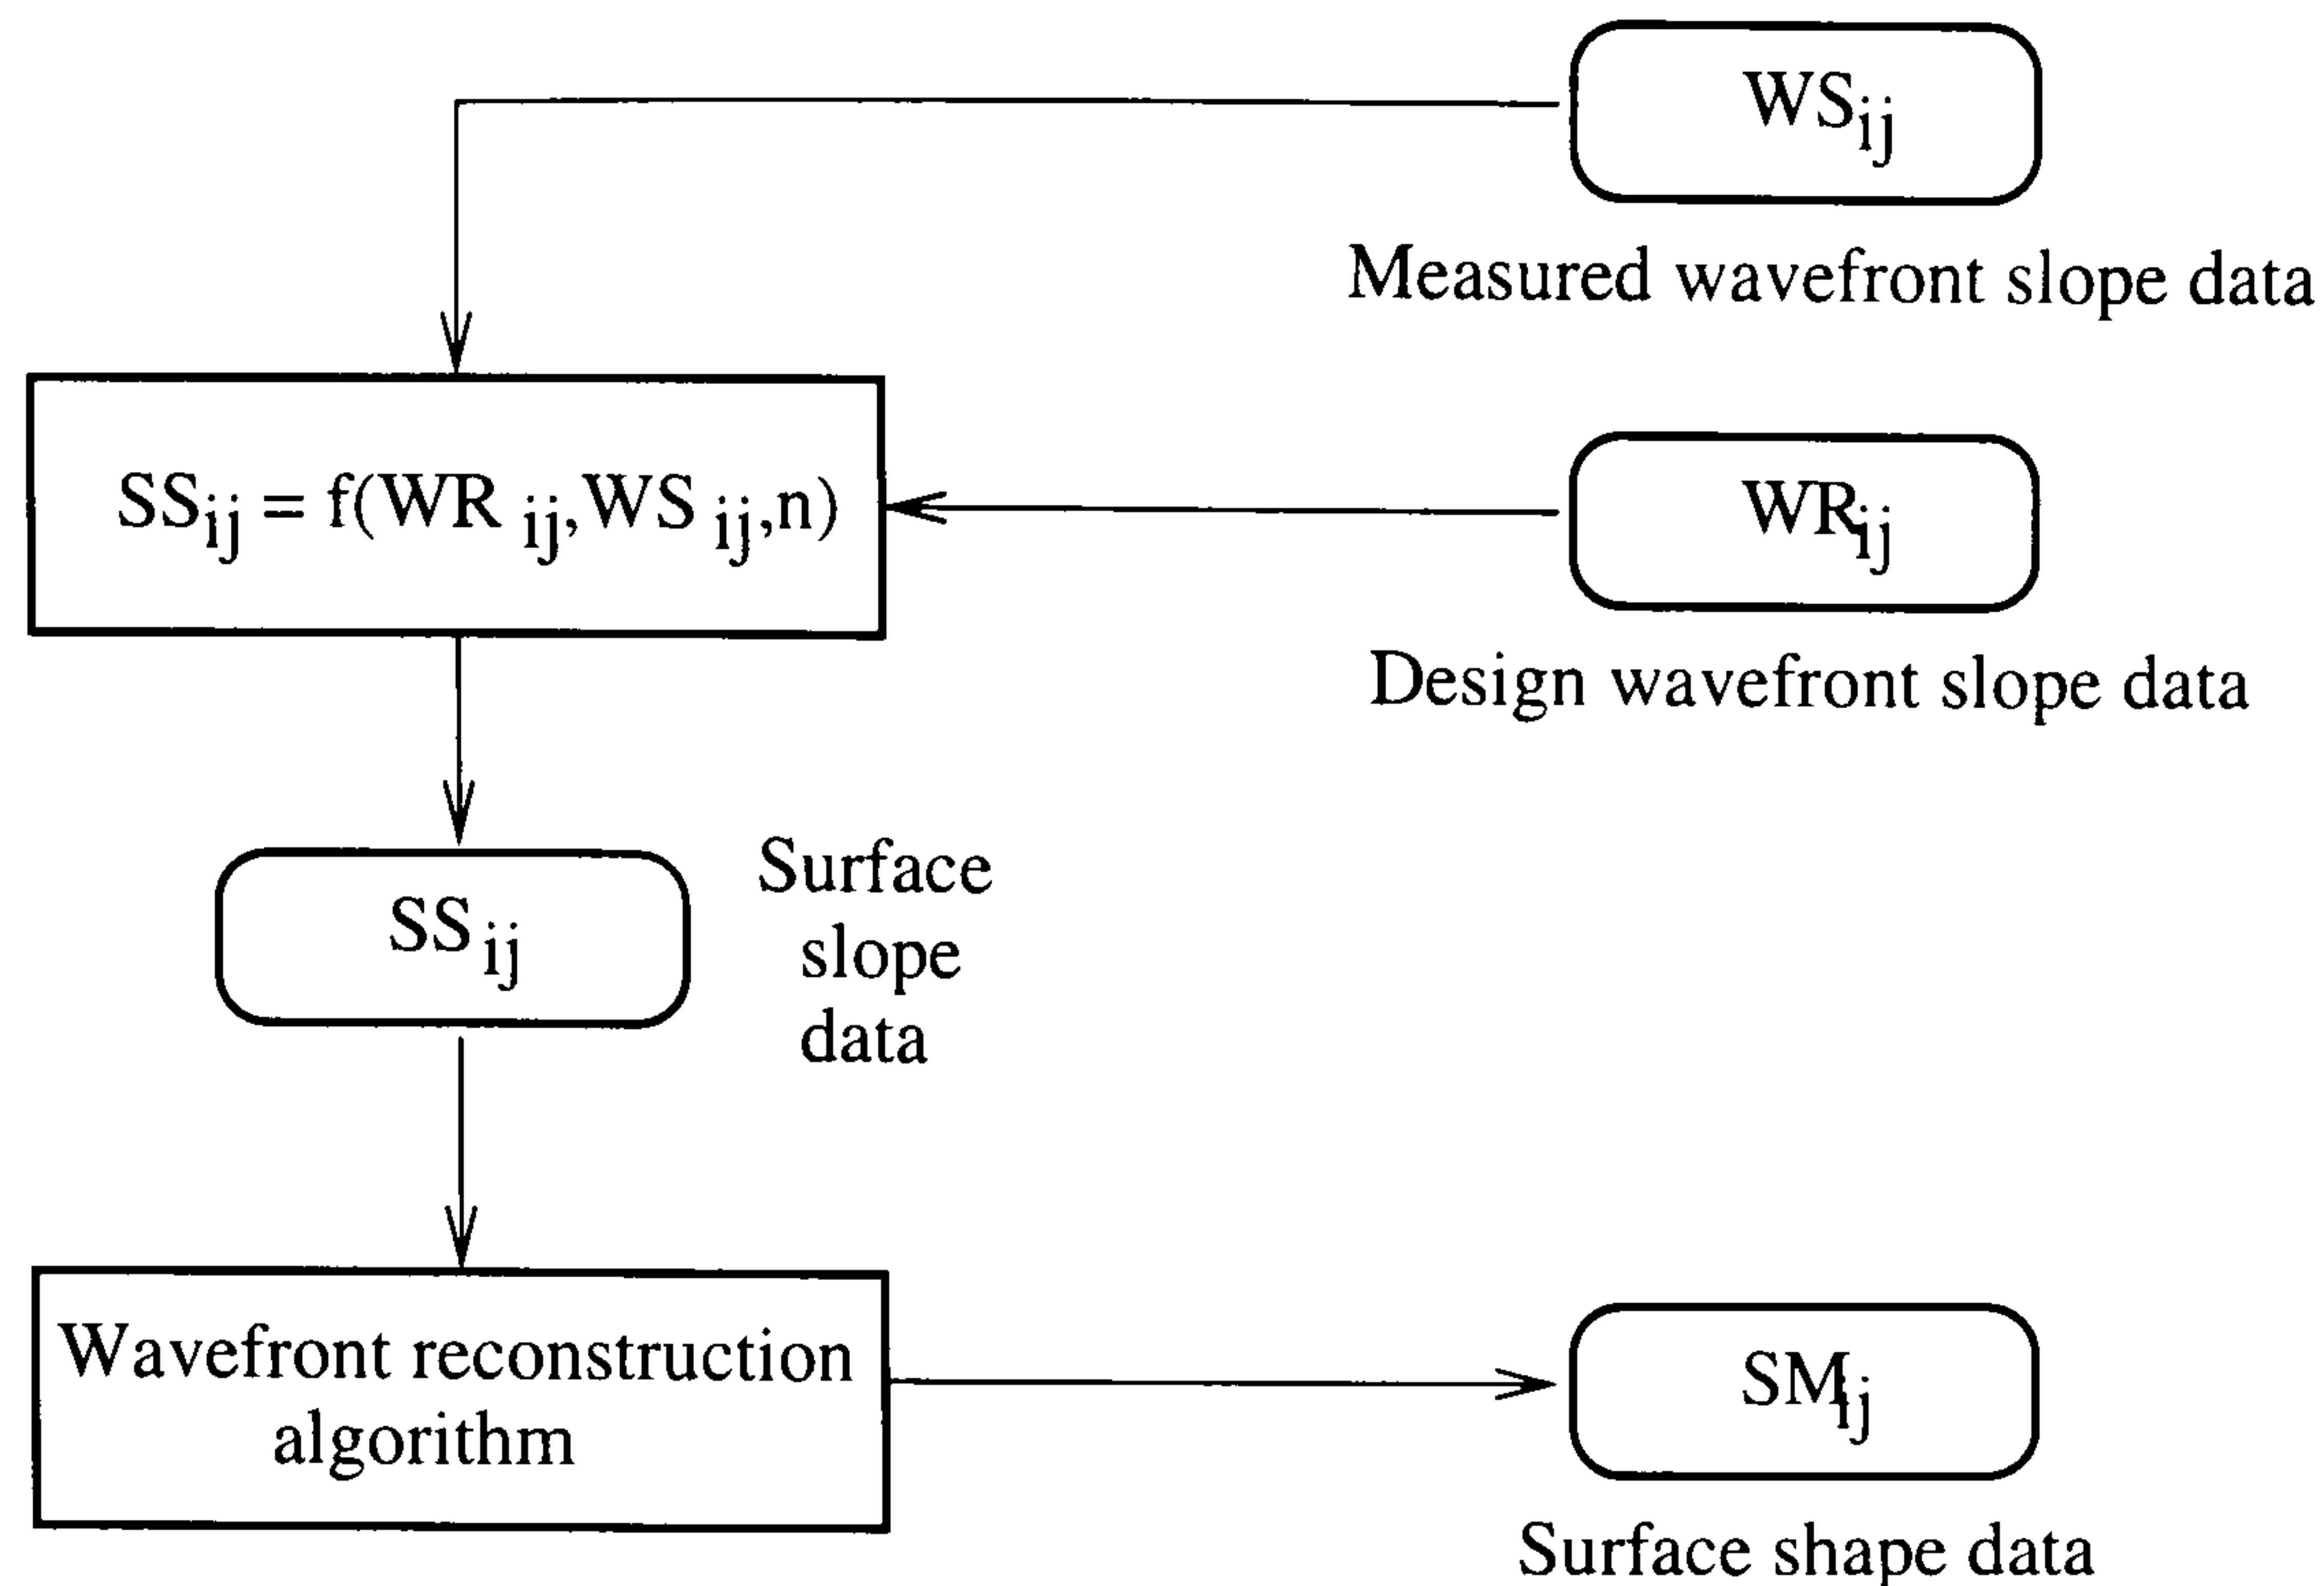 WSij
Measured wavefront slope data
SSij = f(WR ij,WS ij,n)
WRij
Design wavefront slope data
SS ij
Surface
slope
data
Wavefront reconstruction
algorithm
SMij
Surface shape data